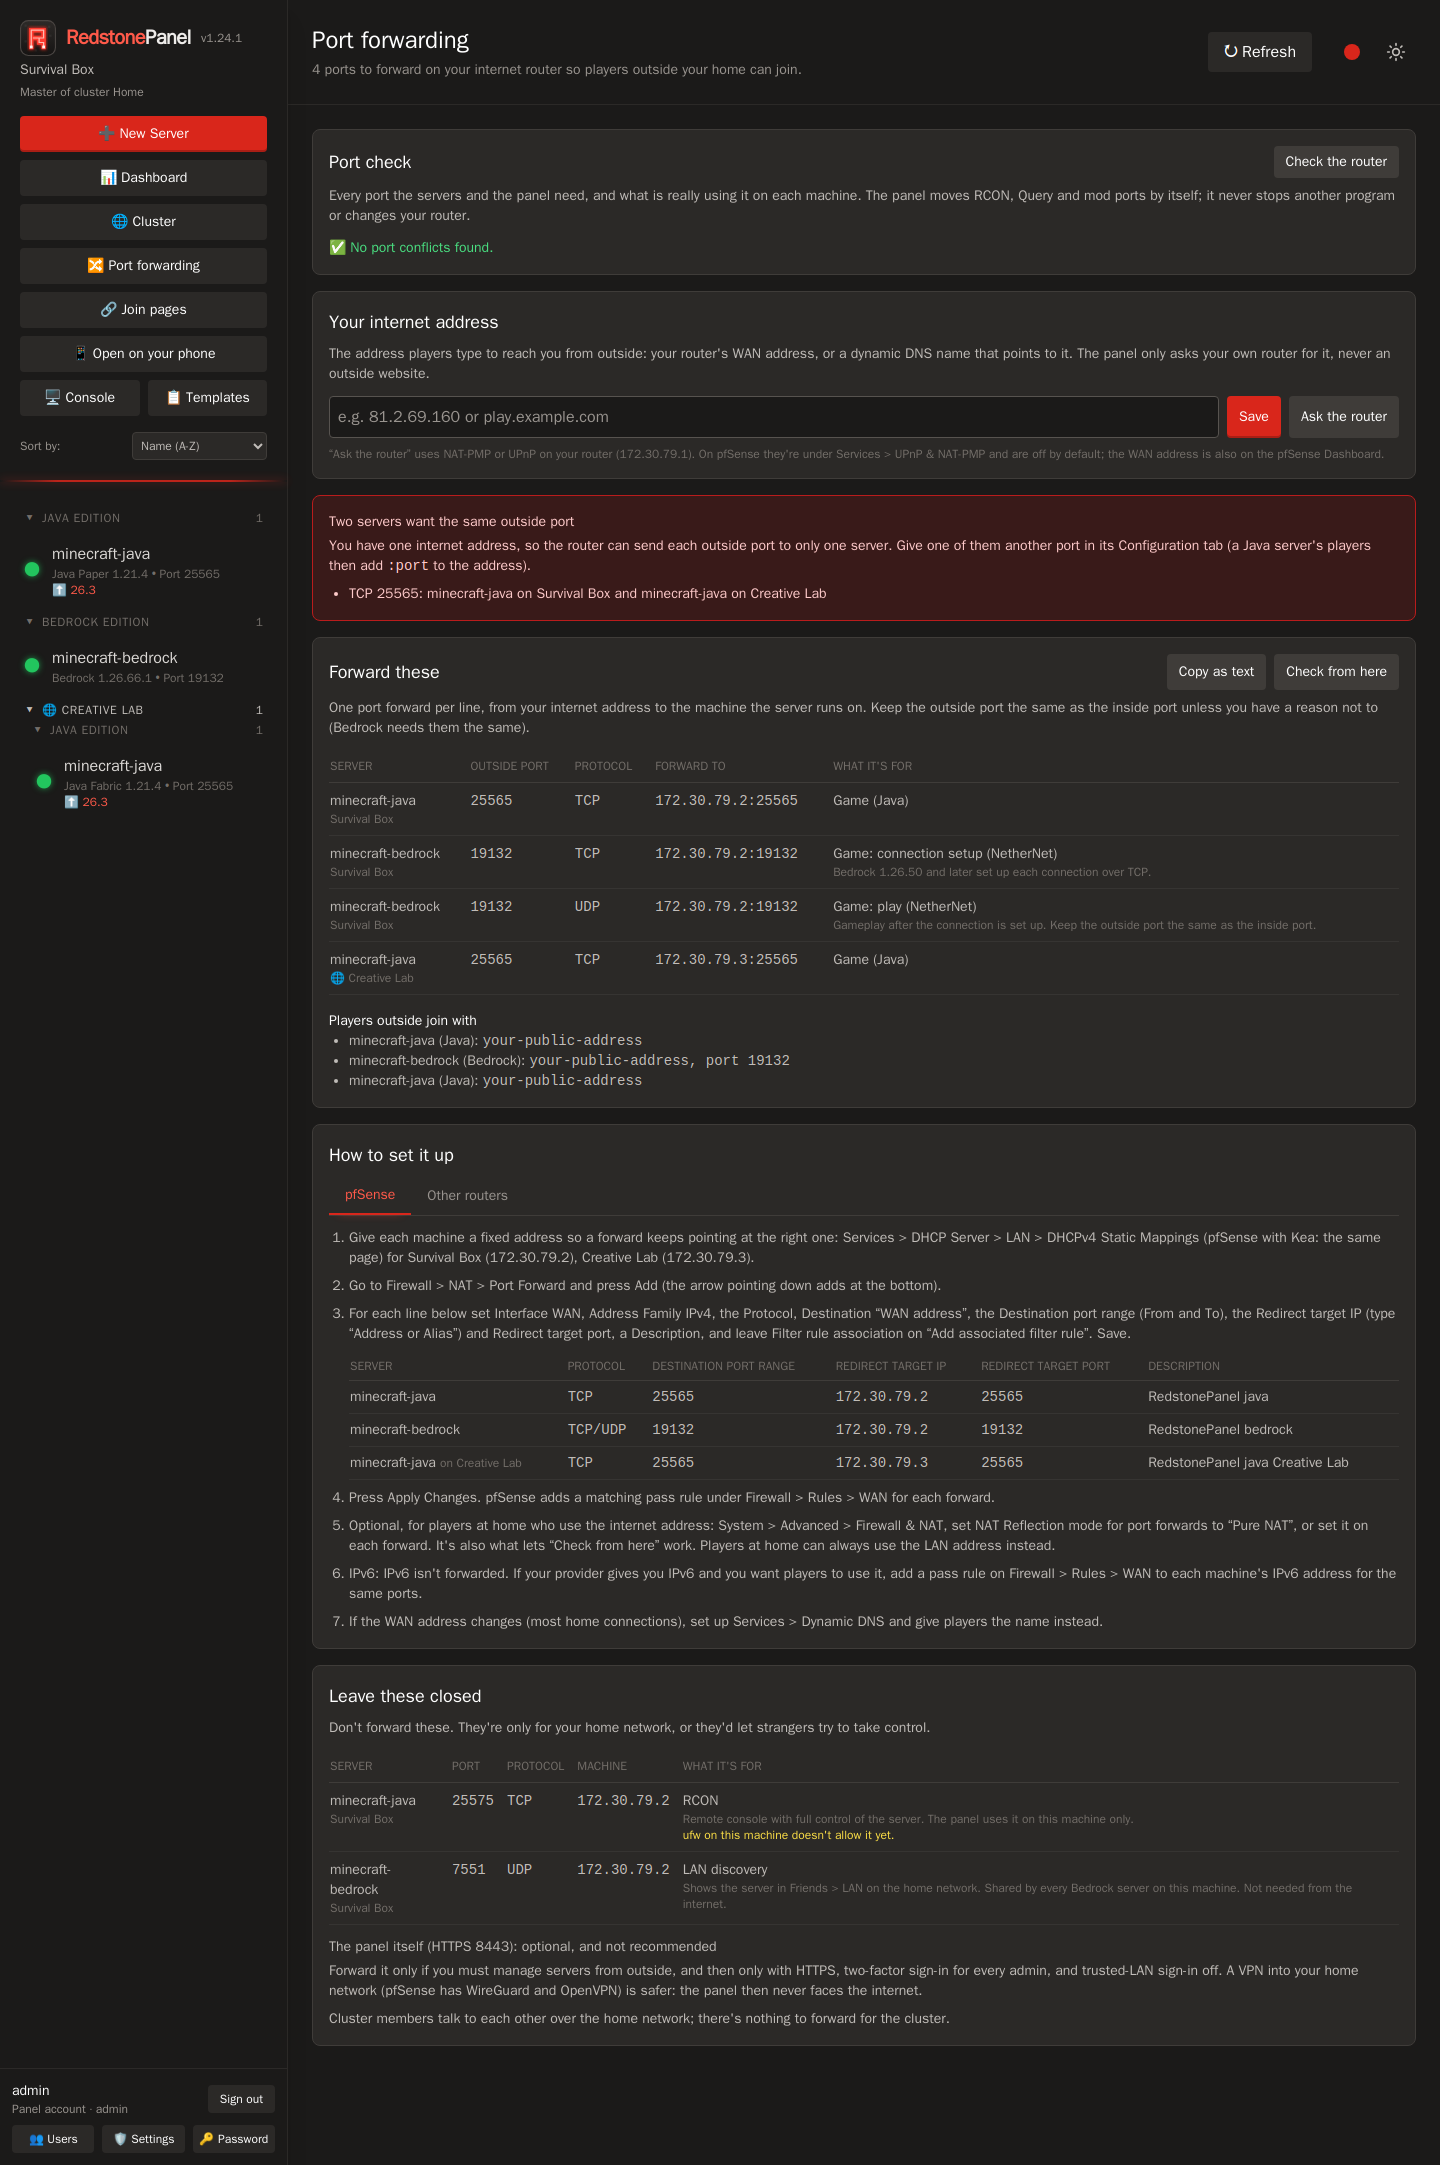 RedstonePanel v1.24.1
Survival Box
Master of cluster Home
➕ New Server
📊 Dashboard
🌐 Cluster
🔀 Port forwarding
🔗 Join pages
📱 Open on your phone
🖥️ Console
📋 Templates
Sort by:
Name (A-Z)
▼ JAVA EDITION 1
minecraft-java
Java Paper 1.21.4 • Port 25565
⬆️ 26.3
▼ BEDROCK EDITION 1
minecraft-bedrock
Bedrock 1.26.66.1 • Port 19132
▼ 🌐 CREATIVE LAB 1
▼ JAVA EDITION 1
minecraft-java
Java Fabric 1.21.4 • Port 25565
⬆️ 26.3
admin
Panel account · admin
Sign out
👥 Users
🛡️ Settings
🔑 Password
Port forwarding
4 ports to forward on your internet router so players outside your home can join.
↻ Refresh
Port check
Check the router
Every port the servers and the panel need, and what is really using it on each machine. The panel moves RCON, Query and mod ports by itself; it never stops another program
or changes your router.
✅ No port conflicts found.
Your internet address
The address players type to reach you from outside: your router's WAN address, or a dynamic DNS name that points to it. The panel only asks your own router for it, never an
outside website.
e.g. 81.2.69.160 or play.example.com
Save
Ask the router
“Ask the router” uses NAT-PMP or UPnP on your router (172.30.79.1). On pfSense they're under Services > UPnP & NAT-PMP and are off by default; the WAN address is also on the pfSense Dashboard.
Two servers want the same outside port
You have one internet address, so the router can send each outside port to only one server. Give one of them another port in its Configuration tab (a Java server's players
then add :port to the address).
• TCP 25565: minecraft-java on Survival Box and minecraft-java on Creative Lab
Forward these
Copy as text
Check from here
One port forward per line, from your internet address to the machine the server runs on. Keep the outside port the same as the inside port unless you have a reason not to
(Bedrock needs them the same).
SERVER OUTSIDE PORT PROTOCOL FORWARD TO WHAT IT'S FOR
minecraft-java 25565 TCP 172.30.79.2:25565 Game (Java)
Survival Box
minecraft-bedrock 19132 TCP 172.30.79.2:19132 Game: connection setup (NetherNet)
Survival Box Bedrock 1.26.50 and later set up each connection over TCP.
minecraft-bedrock 19132 UDP 172.30.79.2:19132 Game: play (NetherNet)
Survival Box Gameplay after the connection is set up. Keep the outside port the same as the inside port.
minecraft-java 25565 TCP 172.30.79.3:25565 Game (Java)
🌐 Creative Lab
Players outside join with
• minecraft-java (Java): your-public-address
• minecraft-bedrock (Bedrock): your-public-address, port 19132
• minecraft-java (Java): your-public-address
How to set it up
pfSense
Other routers
1. Give each machine a fixed address so a forward keeps pointing at the right one: Services > DHCP Server > LAN > DHCPv4 Static Mappings (pfSense with Kea: the same
page) for Survival Box (172.30.79.2), Creative Lab (172.30.79.3).
2. Go to Firewall > NAT > Port Forward and press Add (the arrow pointing down adds at the bottom).
3. For each line below set Interface WAN, Address Family IPv4, the Protocol, Destination “WAN address”, the Destination port range (From and To), the Redirect target IP (type
“Address or Alias”) and Redirect target port, a Description, and leave Filter rule association on “Add associated filter rule”. Save.
SERVER PROTOCOL DESTINATION PORT RANGE REDIRECT TARGET IP REDIRECT TARGET PORT DESCRIPTION
minecraft-java TCP 25565 172.30.79.2 25565 RedstonePanel java
minecraft-bedrock TCP/UDP 19132 172.30.79.2 19132 RedstonePanel bedrock
minecraft-java on Creative Lab TCP 25565 172.30.79.3 25565 RedstonePanel java Creative Lab
4. Press Apply Changes. pfSense adds a matching pass rule under Firewall > Rules > WAN for each forward.
5. Optional, for players at home who use the internet address: System > Advanced > Firewall & NAT, set NAT Reflection mode for port forwards to “Pure NAT”, or set it on
each forward. It's also what lets “Check from here” work. Players at home can always use the LAN address instead.
6. IPv6: IPv6 isn't forwarded. If your provider gives you IPv6 and you want players to use it, add a pass rule on Firewall > Rules > WAN to each machine's IPv6 address for the
same ports.
7. If the WAN address changes (most home connections), set up Services > Dynamic DNS and give players the name instead.
Leave these closed
Don't forward these. They're only for your home network, or they'd let strangers try to take control.
SERVER PORT PROTOCOL MACHINE WHAT IT'S FOR
minecraft-java 25575 TCP 172.30.79.2 RCON
Survival Box Remote console with full control of the server. The panel uses it on this machine only.
ufw on this machine doesn't allow it yet.
minecraft-
bedrock 7551 UDP 172.30.79.2 LAN discovery
Survival Box Shows the server in Friends > LAN on the home network. Shared by every Bedrock server on this machine. Not needed from the
internet.
The panel itself (HTTPS 8443): optional, and not recommended
Forward it only if you must manage servers from outside, and then only with HTTPS, two-factor sign-in for every admin, and trusted-LAN sign-in off. A VPN into your home
network (pfSense has WireGuard and OpenVPN) is safer: the panel then never faces the internet.
Cluster members talk to each other over the home network; there's nothing to forward for the cluster.